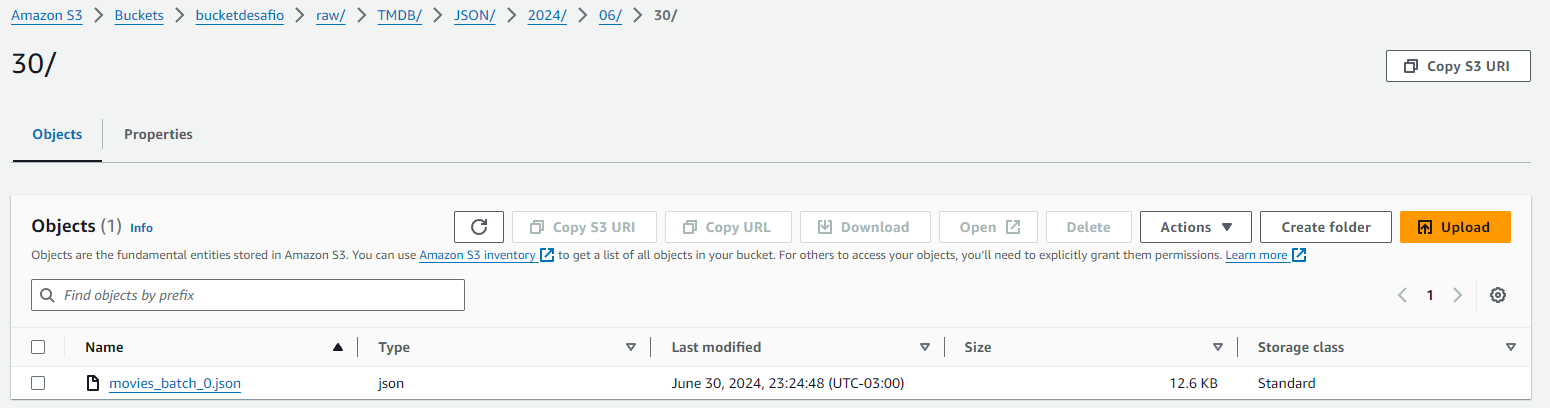 Amazon S3 > Buckets > bucketdesafio > raw/ > TMDB/ > JSON/ > 2024/ > 06/ > 30/
30/
Copy S3 URI
Objects Properties
Objects (1) Info Copy S3 URI Copy URL Download Open Delete Actions Create folder Upload
Objects are the fundamental entities stored in Amazon S3. You can use Amazon S3 inventory to get a list of all objects in your bucket. For others to access your objects, you'll need to explicitly grant them permissions. Learn more
Find objects by prefix < 1 >
Name Type Last modified Size Storage class
movies_batch_0.json json June 30, 2024, 23:24:48 (UTC-03:00) 12.6 KB Standard